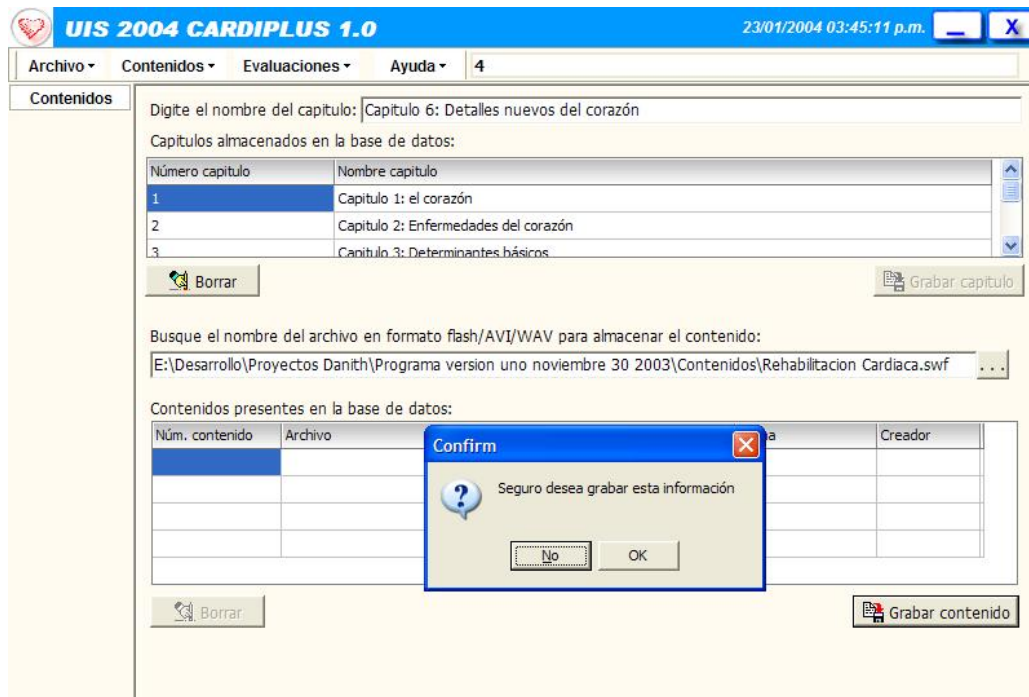 UIS 2004 CARDIPLUS 1.0 23/01/2004 03:45:11 p.m. X
Archivo Contenidos Evaluaciones Ayuda 4
Contenidos
Digite el nombre del capitulo: Capitulo 6: Detalles nuevos del corazón
Capitulos almacenados en la base de datos:
Número capitulo Nombre capitulo
1 Capitulo 1: el corazón
2 Capitulo 2: Enfermedades del corazón
3 Capitulo 3: Determinantes básicos
Borrar Grabar capitulo
Busque el nombre del archivo en formato flash/AVI/WAV para almacenar el contenido:
E:\Desarrollo\Proyectos Danith\Programa version uno noviembre 30 2003\Contenidos\Rehabilitacion Cardiaca.swf ...
Contenidos presentes en la base de datos:
Núm. contenido Archivo Creador
Confirm
Seguro desea grabar esta información
No OK
Borrar Grabar contenido